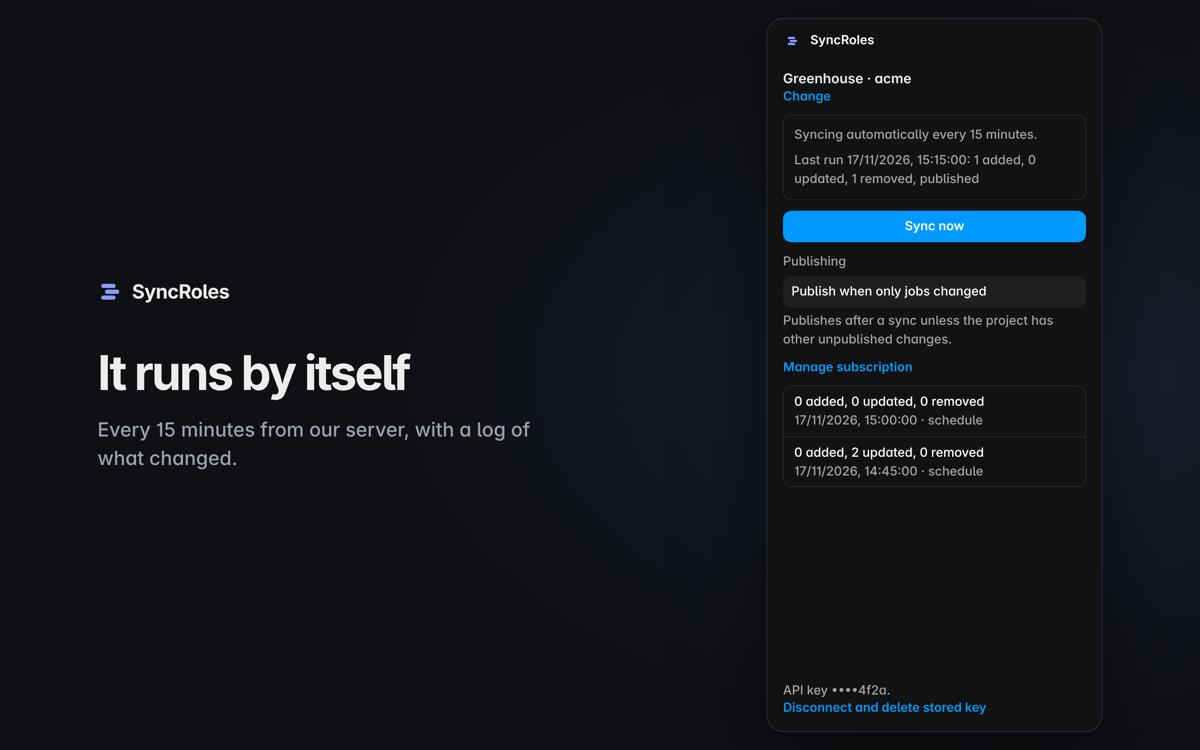 SyncRoles
It runs by itself
Every 15 minutes from our server, with a log of
what changed.
SyncRoles
Greenhouse · acme
Change
Syncing automatically every 15 minutes.
Last run 17/11/2026, 15:15:00: 1 added, 0
updated, 1 removed, published
Sync now
Publishing
Publish when only jobs changed
Publishes after a sync unless the project has
other unpublished changes.
Manage subscription
0 added, 0 updated, 0 removed
17/11/2026, 15:00:00 · schedule
0 added, 2 updated, 0 removed
17/11/2026, 14:45:00 · schedule
API key ••••4f2a.
Disconnect and delete stored key